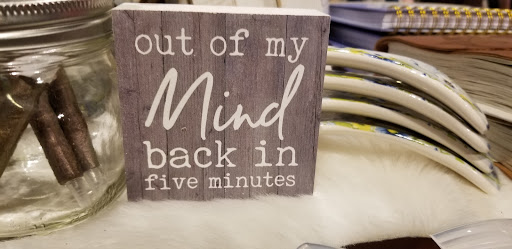 out of my
Mind
back in
five minutes